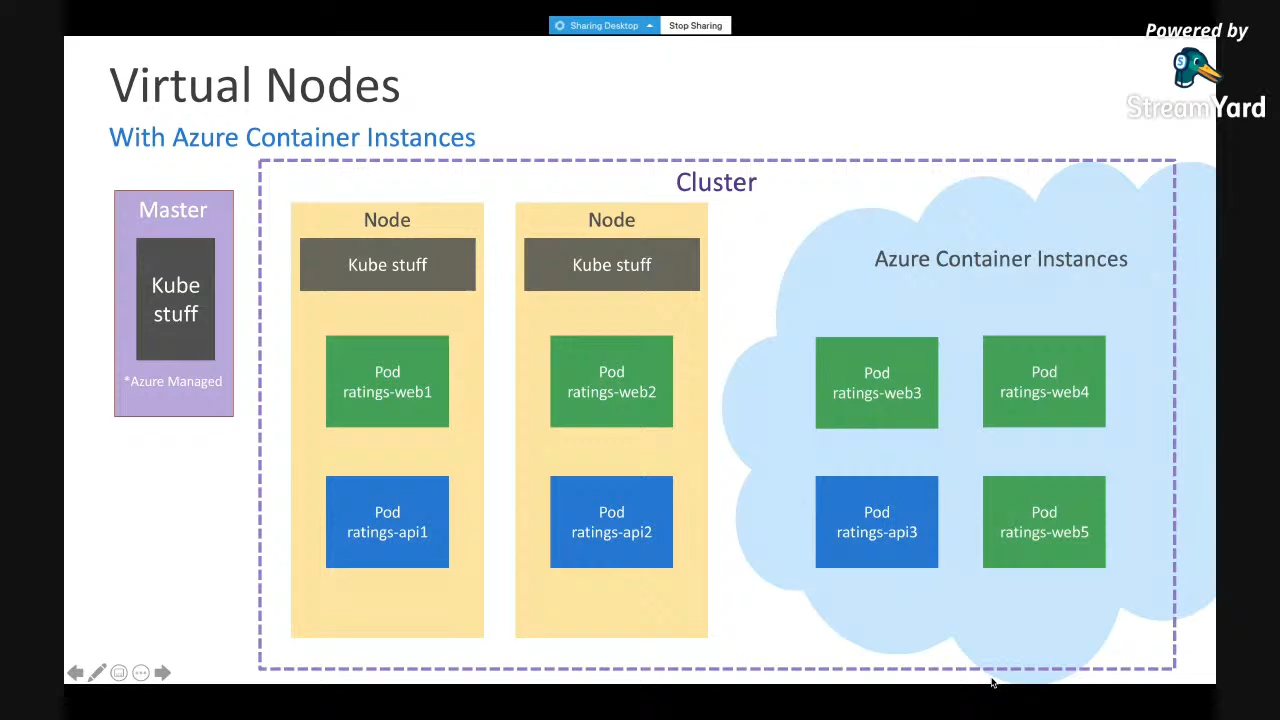 Sharing Desktop
Stop Sharing
Powered by
StreamYard
Virtual Nodes
With Azure Container Instances
Cluster
Master
Kube
stuff
*Azure Managed
Node
Kube stuff
Pod
ratings-web1
Pod
ratings-api1
Node
Kube stuff
Pod
ratings-web2
Pod
ratings-api2
Azure Container Instances
Pod
ratings-web3
Pod
ratings-web4
Pod
ratings-api3
Pod
ratings-web5